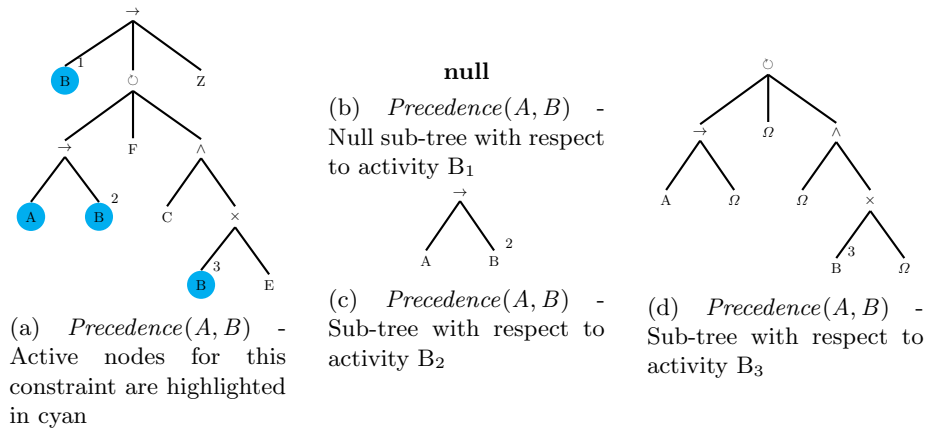 →
1
B
↻
Z
→
F
∧
A
B
2
C
×
3
B
E
(a) Precedence(A, B) -
Active nodes for this
constraint are highlighted
in cyan
null
(b) Precedence(A, B) -
Null sub-tree with respect
to activity B₁
→
A
B
2
(c) Precedence(A, B) -
Sub-tree with respect to
activity B₂
↻
→
Ω
∧
A
Ω
Ω
×
3
B
Ω
(d) Precedence(A, B) -
Sub-tree with respect to
activity B₃